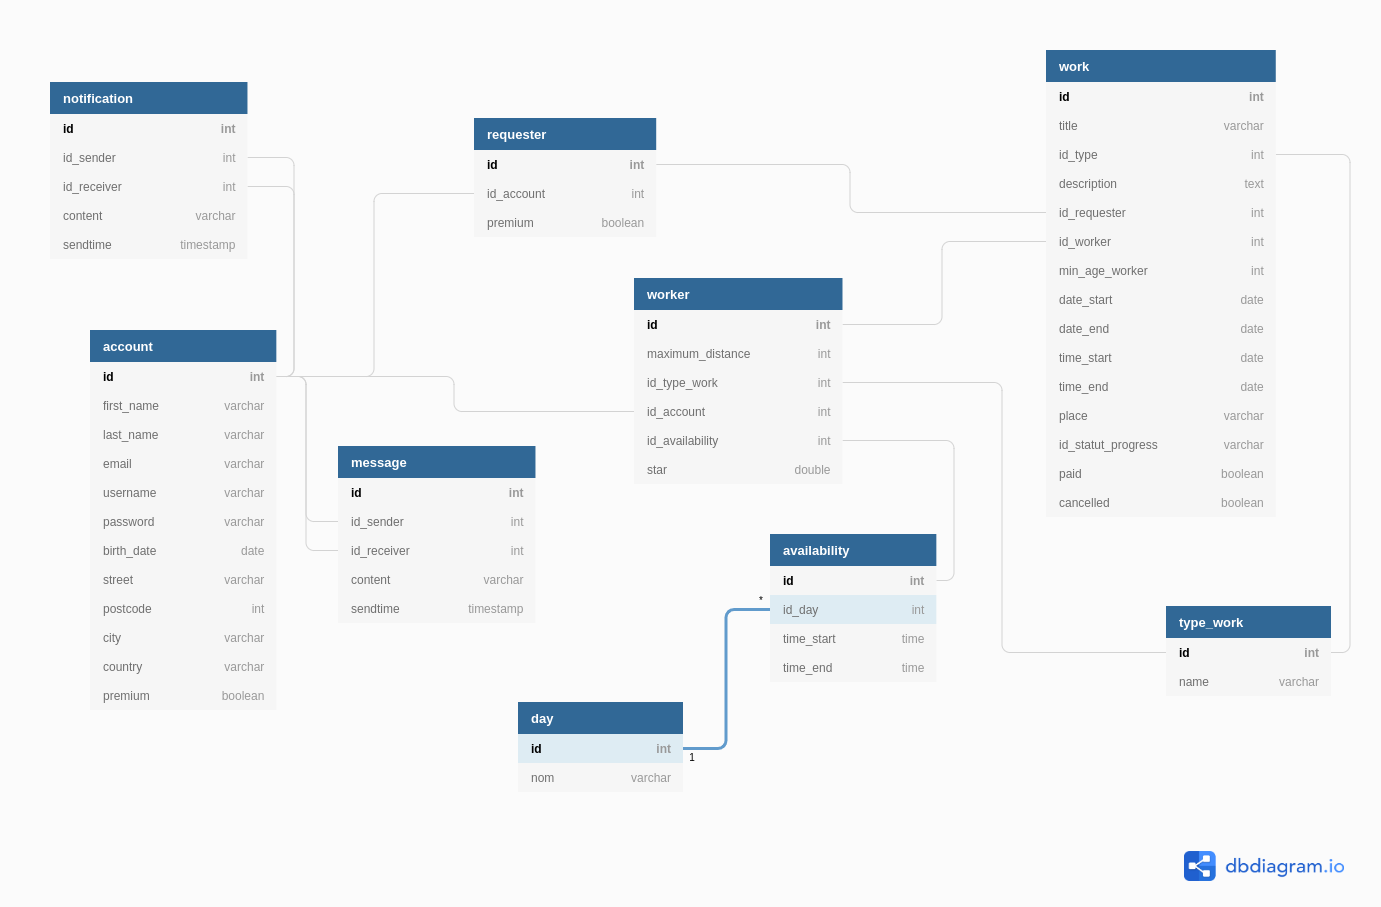 notification
id int
id_sender int
id_receiver int
content varchar
sendtime timestamp
account
id int
first_name varchar
last_name varchar
email varchar
username varchar
password varchar
birth_date date
street varchar
postcode int
city varchar
country varchar
premium boolean
requester
id int
id_account int
premium boolean
message
id int
id_sender int
id_receiver int
content varchar
sendtime timestamp
worker
id int
maximum_distance int
id_type_work int
id_account int
id_availability int
star double
availability
id int
* id_day int
time_start time
time_end time
day
id int 1
nom varchar
work
id int
title varchar
id_type int
description text
id_requester int
id_worker int
min_age_worker int
date_start date
date_end date
time_start date
time_end date
place varchar
id_statut_progress varchar
paid boolean
cancelled boolean
type_work
id int
name varchar
dbdiagram.io